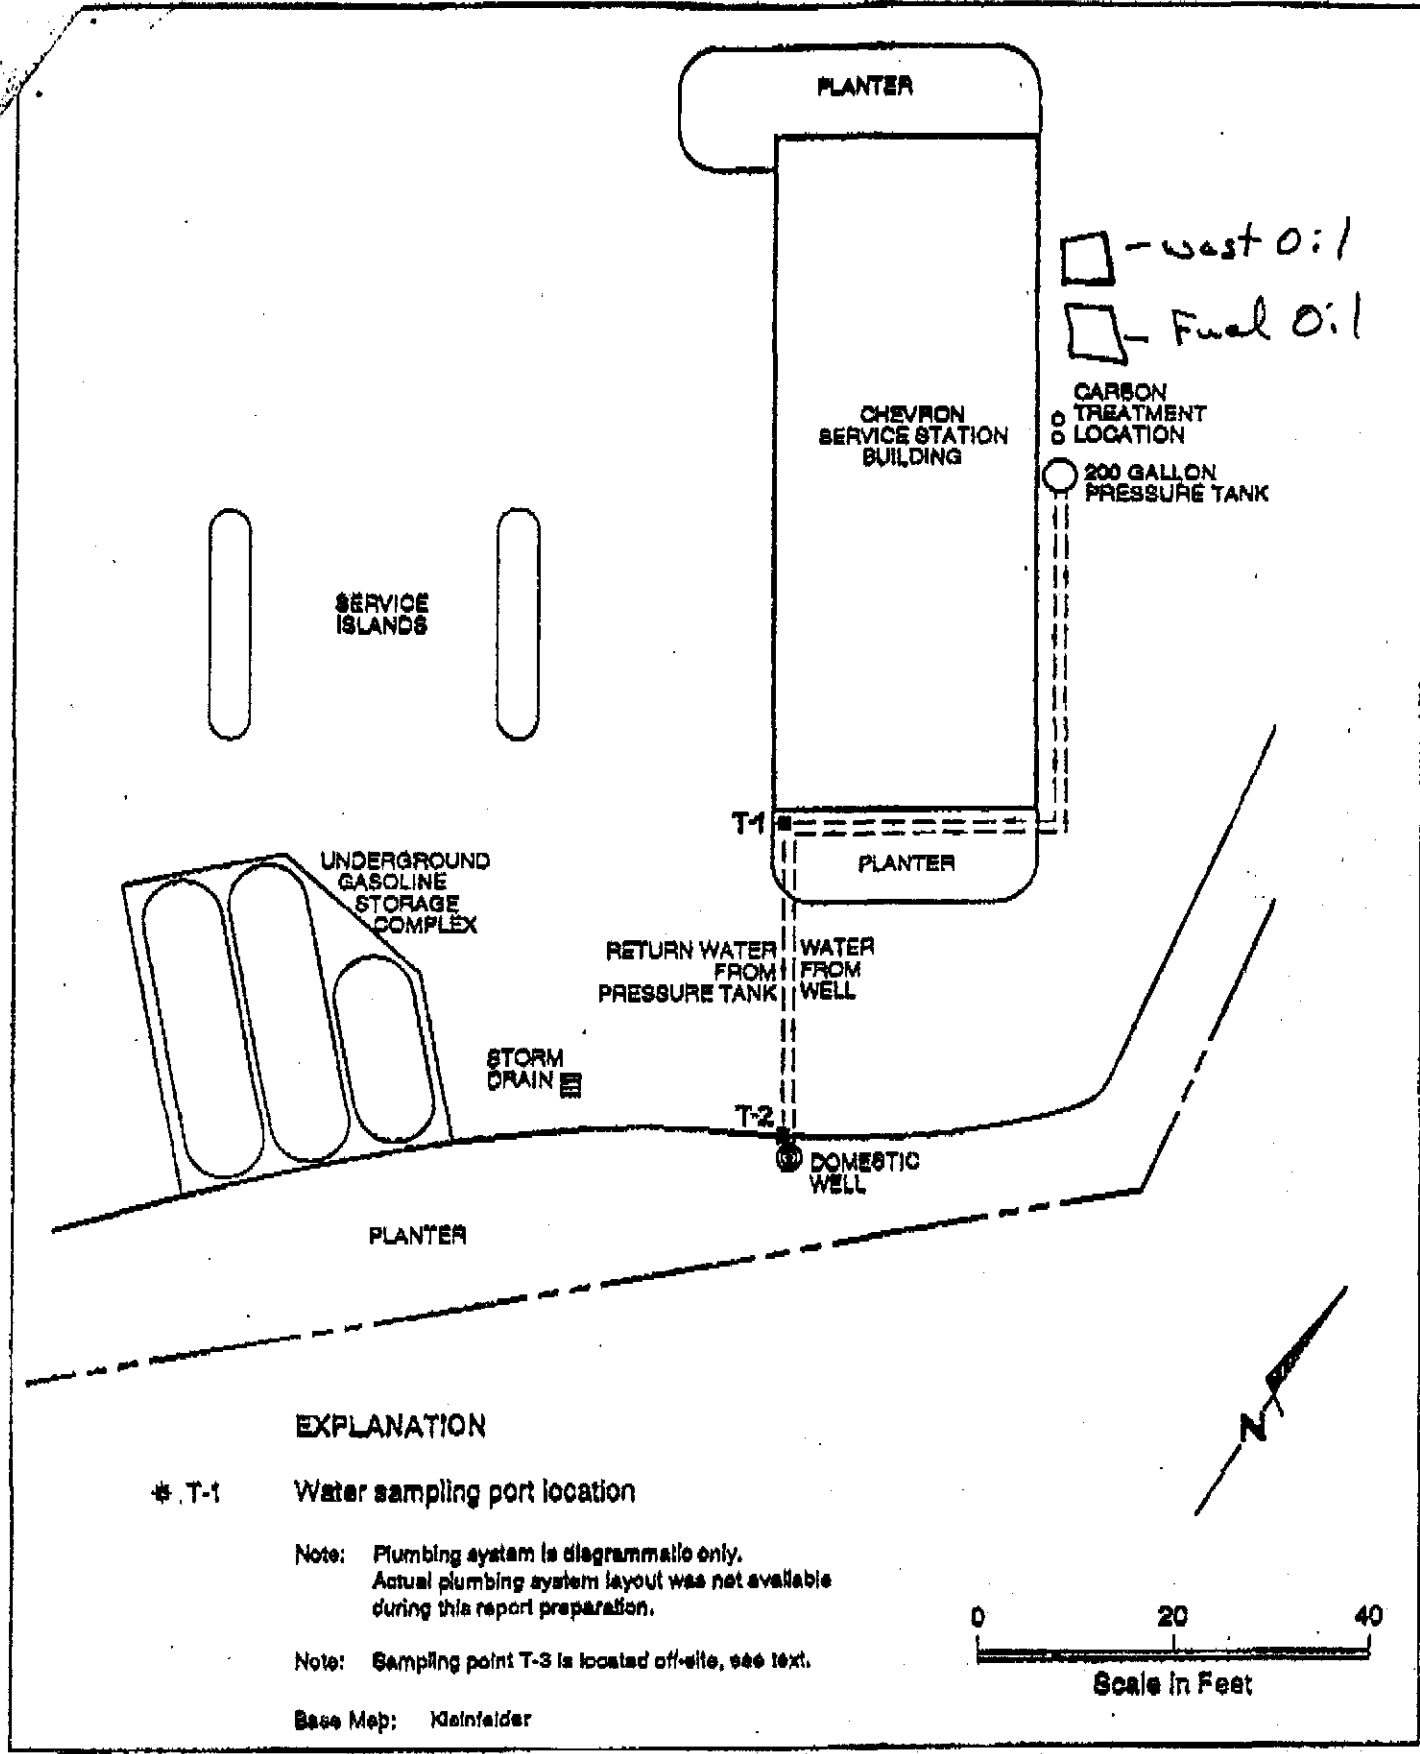 PLANTER
- wast Oil
- Fual Oil
CARBON
TREATMENT
LOCATION
CHEVRON
SERVICE STATION
BUILDING
200 GALLON
PRESSURE TANK
SERVICE
ISLANDS
T-1
PLANTER
UNDERGROUND
GASOLINE
STORAGE
COMPLEX
RETURN WATER
FROM
PRESSURE TANK
WATER
FROM
WELL
STORM
DRAIN
T-2
DOMESTIC
WELL
PLANTER
N
EXPLANATION
T-1 Water sampling port location
Note: Plumbing system is diagrammatic only.
Actual plumbing system layout was not available
during this report preparation.
Note: Sampling point T-3 is located off-site, see text.
Base Map: Kleinfelder
0 20 40
Scale in Feet